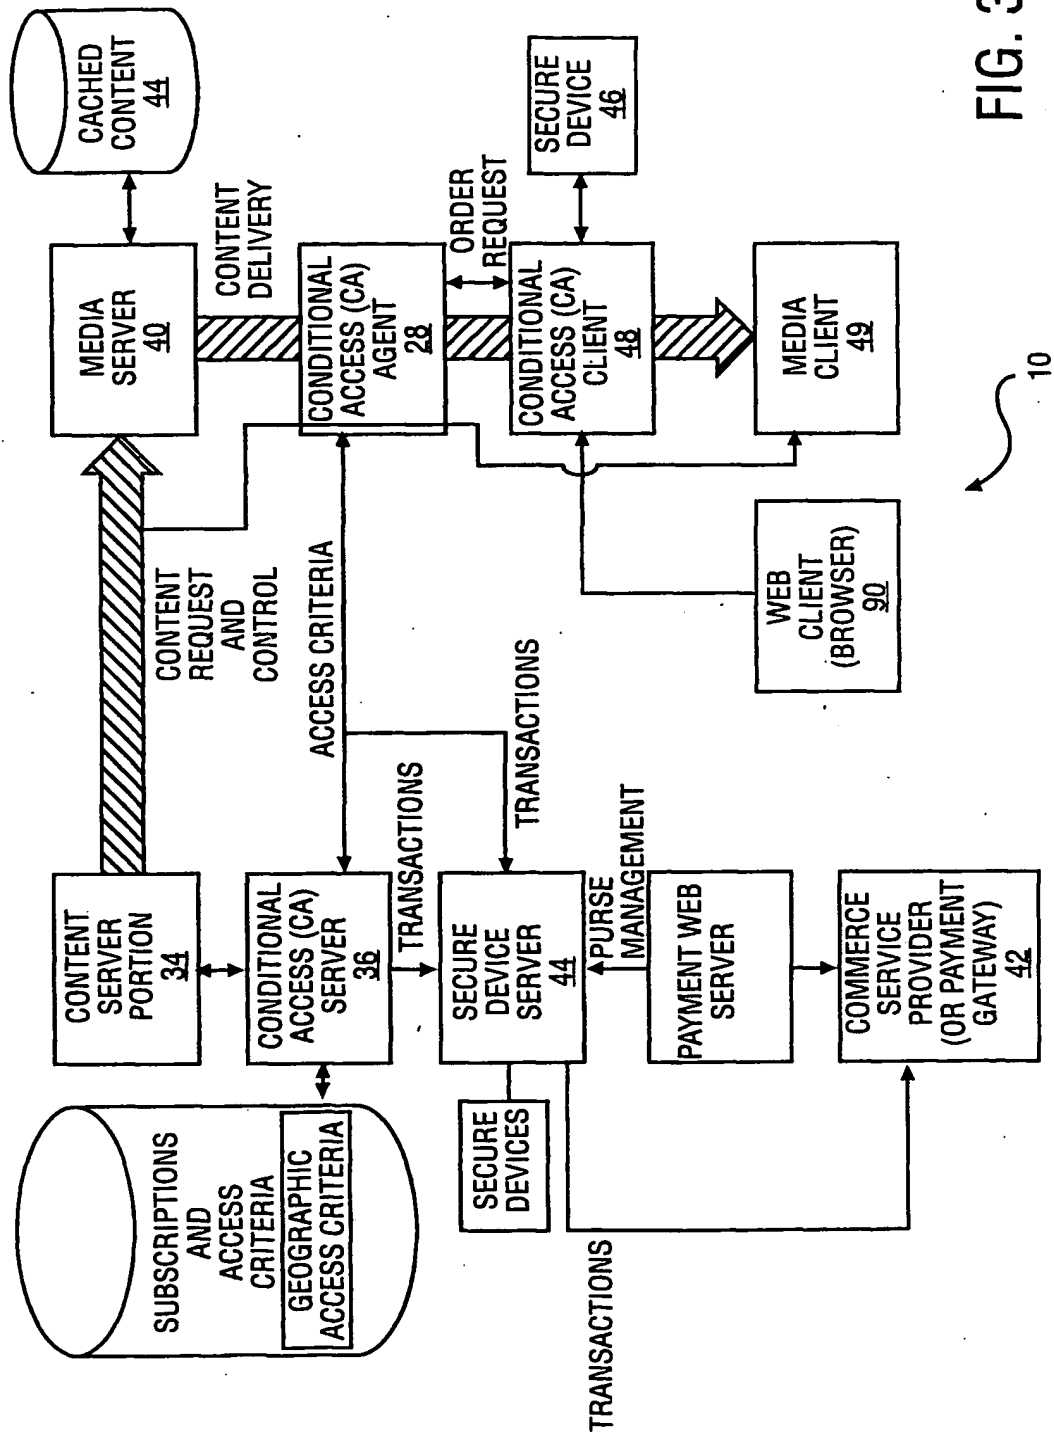 SUBSCRIPTIONS
AND
ACCESS
CRITERIA
GEOGRAPHIC
ACCESS CRITERIA
CONTENT
SERVER
PORTION
34
CONDITIONAL
ACCESS (CA)
SERVER
36
TRANSACTIONS
SECURE
DEVICE
SERVER
44
SECURE
DEVICES
PURSE
MANAGEMENT
PAYMENT WEB
SERVER
COMMERCE
SERVICE
PROVIDER
(OR PAYMENT
GATEWAY)
42
TRANSACTIONS
CONTENT
REQUEST
AND
CONTROL
ACCESS CRITERIA
TRANSACTIONS
MEDIA
SERVER
40
CACHED
CONTENT
44
CONTENT
DELIVERY
CONDITIONAL
ACCESS (CA)
AGENT
28
ORDER
REQUEST
CONDITIONAL
ACCESS (CA)
CLIENT
48
SECURE
DEVICE
46
MEDIA
CLIENT
49
WEB
CLIENT
(BROWSER)
90
10
FIG. 3